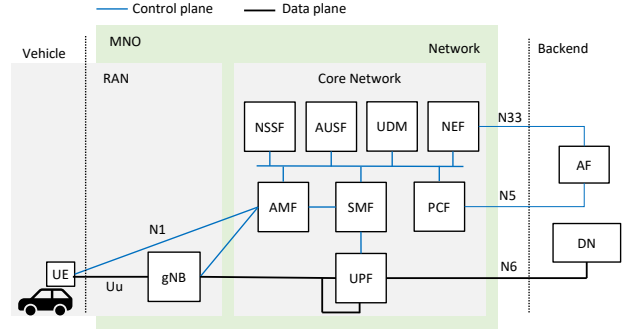 Control plane
Data plane
MNO
Vehicle
Network
Backend
RAN
Core Network
NSSF
AUSF
UDM
NEF
N33
AF
AMF
SMF
PCF
N5
N1
DN
UE
Uu
gNB
UPF
N6